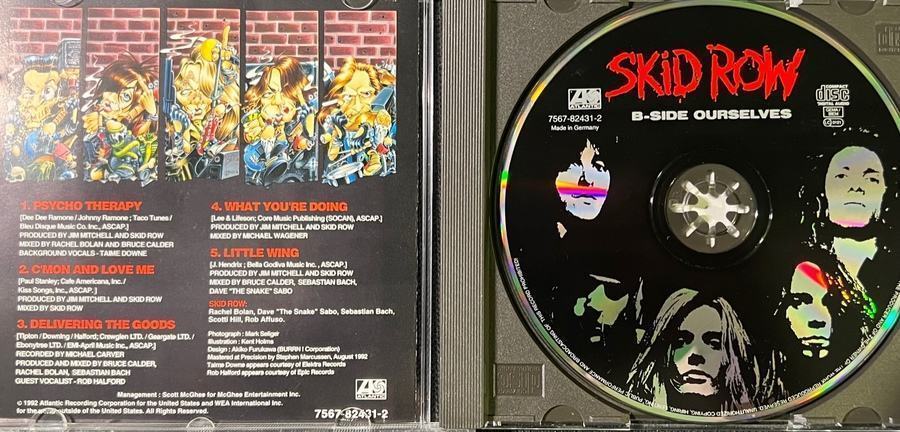 1. PSYCHO THERAPY
[Dee Dee Ramone / Johnny Ramone ; Taco Tunes /
Bleu Disque Music Co. Inc., ASCAP.]
PRODUCED BY JIM MITCHELL AND SKID ROW
MIXED BY RACHEL BOLAN AND BRUCE CALDER
BACKGROUND VOCALS - TAIME DOWNE
2. C'MON AND LOVE ME
[Paul Stanley; Cafe Americana, Inc. /
Kiss Songs, Inc., ASCAP.]
PRODUCED BY JIM MITCHELL AND SKID ROW
MIXED BY SKID ROW
3. DELIVERING THE GOODS
[Tipton / Downing / Halford; Crewglen LTD. / Geargate LTD. /
Ebonytree LTD. / EMI-April Music Inc., ASCAP.]
RECORDED BY MICHAEL CARVER
PRODUCED AND MIXED BY BRUCE CALDER,
RACHEL BOLAN, SEBASTIAN BACH
GUEST VOCALIST - ROB HALFORD
4. WHAT YOU'RE DOING
[Lee & Lifeson; Core Music Publishing (SOCAN), ASCAP.]
PRODUCED BY JIM MITCHELL AND SKID ROW
MIXED BY MICHAEL WAGENER
5. LITTLE WING
[J. Hendrix ; Bella Godiva Music Inc. , ASCAP.]
PRODUCED BY JIM MITCHELL AND SKID ROW
MIXED BY BRUCE CALDER, SEBASTIAN BACH,
DAVE "THE SNAKE" SABO
SKID ROW:
Rachel Bolan, Dave "The Snake" Sabo, Sebastian Bach,
Scotti Hill, Rob Affuso.
Photograph : Mark Seliger
Illustration : Kent Holms
Design : Akiko Furukawa (BURRN ! Corporation)
Mastered at Precision by Stephen Marcussen, August 1992
Taime Downe appears courtesy of Elektra Records
Rob Halford appears courtesy of Epic Records
Management : Scott McGhee for McGhee Entertainment Inc.
© 1992 Atlantic Recording Corporation for the United States and WEA International Inc.
for the outside of the United States. All Rights Reserved.
ATLANTIC
7567-82431-2
SKID ROW
B-SIDE OURSELVES
ATLANTIC
7567-82431-2
Made in Germany
COMPACT
disc
DIGITAL AUDIO
GEMA
BIEM